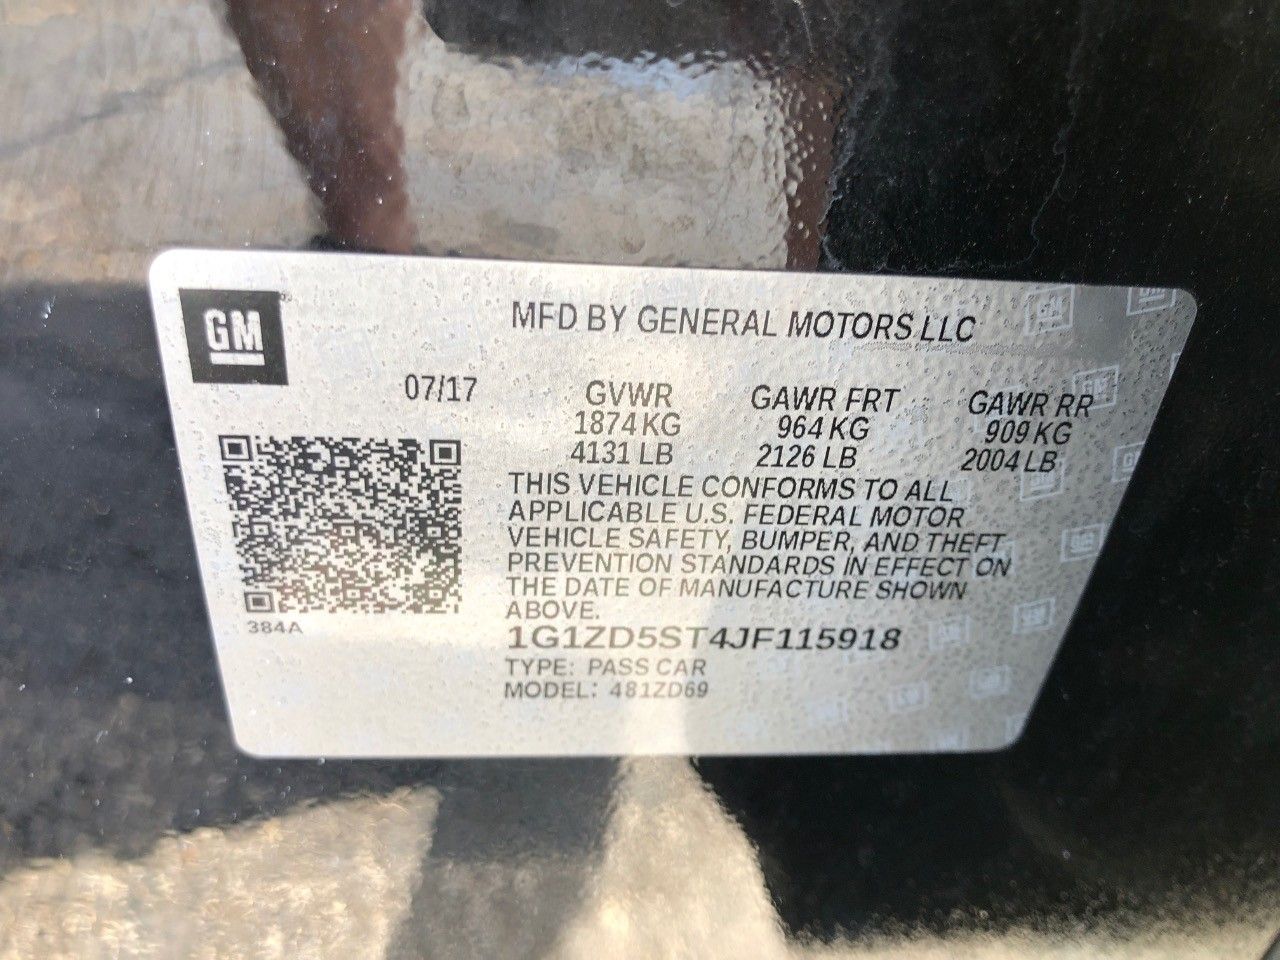 GM
MFD BY GENERAL MOTORS LLC
07/17
GVWR GAWR FRT GAWR RR
1874 KG 964 KG 909 KG
4131 LB 2126 LB 2004 LB
THIS VEHICLE CONFORMS TO ALL
APPLICABLE U.S. FEDERAL MOTOR
VEHICLE SAFETY, BUMPER, AND THEFT
PREVENTION STANDARDS IN EFFECT ON
THE DATE OF MANUFACTURE SHOWN
ABOVE.
384A
1G1ZD5ST4JF115918
TYPE: PASS CAR
MODEL: 481ZD69